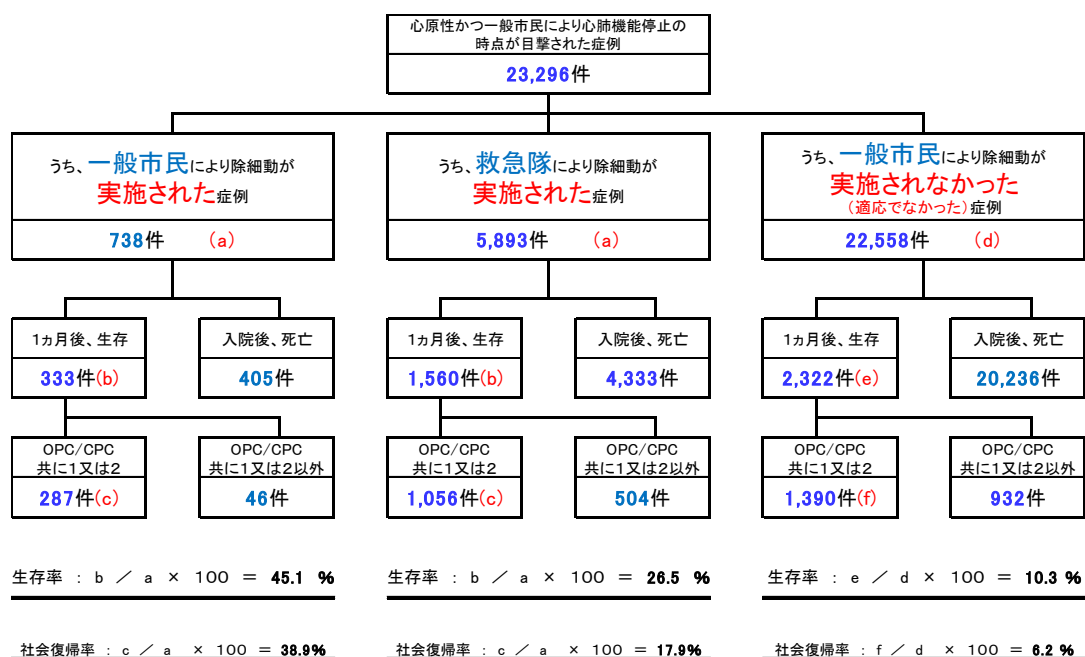 心原性かつ一般市民により心肺機能停止の
時点が目撃された症例
23,296件
うち、一般市民により除細動が
実施された症例
738件 (a)
うち、救急隊により除細動が
実施された症例
5,893件 (a)
うち、一般市民により除細動が
実施されなかった
(適応でなかった)症例
22,558件 (d)
1ヵ月後、生存
333件(b)
入院後、死亡
405件
1ヵ月後、生存
1,560件(b)
入院後、死亡
4,333件
1ヵ月後、生存
2,322件(e)
入院後、死亡
20,236件
OPC/CPC
共に1又は2
287件(c)
OPC/CPC
共に1又は2以外
46件
OPC/CPC
共に1又は2
1,056件(c)
OPC/CPC
共に1又は2以外
504件
OPC/CPC
共に1又は2
1,390件(f)
OPC/CPC
共に1又は2以外
932件
生存率 : b / a × 100 = 45.1 %
生存率 : b / a × 100 = 26.5 %
生存率 : e / d × 100 = 10.3 %
社会復帰率 : c / a × 100 = 38.9%
社会復帰率 : c / a × 100 = 17.9%
社会復帰率 : f / d × 100 = 6.2 %